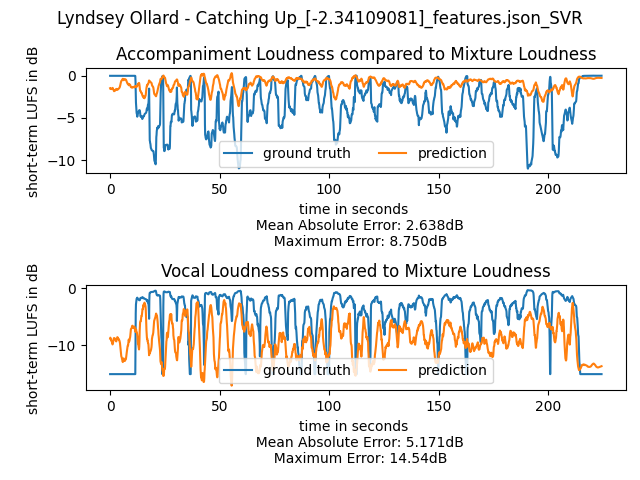 Lyndsey Ollard - Catching Up_[-2.34109081]_features.json_SVR
Accompaniment Loudness compared to Mixture Loudness
short-term LUFS in dB
0
−5
−10
ground truth
prediction
0
50
100
150
200
time in seconds
Mean Absolute Error: 2.638dB
Maximum Error: 8.750dB
Vocal Loudness compared to Mixture Loudness
short-term LUFS in dB
0
−10
ground truth
prediction
0
50
100
150
200
time in seconds
Mean Absolute Error: 5.171dB
Maximum Error: 14.54dB